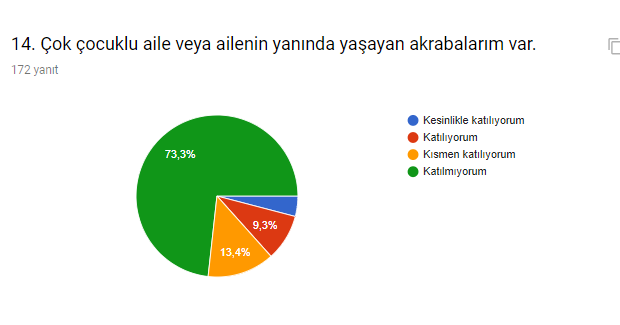 14. Çok çocuklu aile veya ailenin yanında yaşayan akrabalarım var.
172 yanıt
Kesinlikle katılıyorum
Katılıyorum
Kısmen katılıyorum
Katılmıyorum
73,3%
9,3%
13,4%